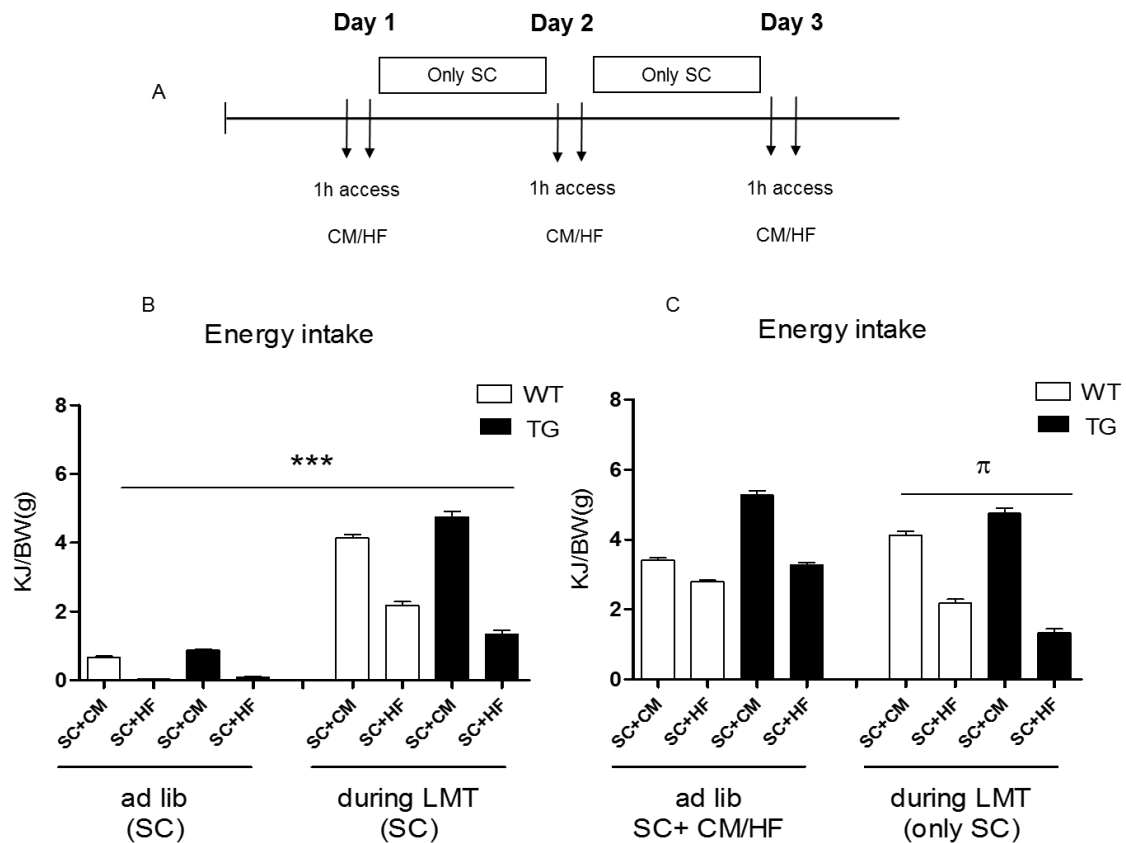 Day 1 Day 2 Day 3
Only SC Only SC
A
1h access 1h access 1h access
CM/HF CM/HF CM/HF
B
Energy intake
WT
TG
8
6
4
2
0
KJ/BW(g)
***
SC+CM SC+HF SC+CM SC+HF SC+CM SC+HF SC+CM SC+HF
ad lib during LMT
(SC) (SC)
C
Energy intake
WT
TG
8
6
4
2
0
KJ/BW(g)
π
SC+CM SC+HF SC+CM SC+HF SC+CM SC+HF SC+CM SC+HF
ad lib during LMT
SC+ CM/HF (only SC)